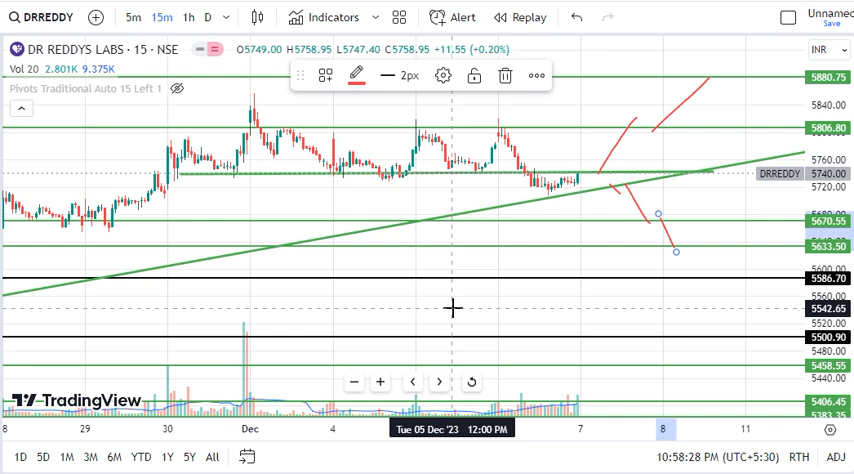 DRREDDY 5m 15m 1h D Indicators Alert Replay Unnamed
Save
DR REDDYS LABS · 15 · NSE O5749.00 H5758.95 L5747.40 C5758.95 +11.55 (+0.20%) INR
Vol 20 2.801K 9.375K
Pivots Traditional Auto 15 Left 1
2px
5880.75
5840.00
5806.80
5760.00
DRREDDY 5740.00
5720.00
5670.55
5633.50
5600.00
5586.70
5560.00
5542.65
5520.00
5500.90
5480.00
5458.55
5440.00
5406.45
5383.35
TradingView
8 29 Dec 4 Tue 05 Dec '23 12:00 PM 7 8 11
1D 5D 1M 3M 6M YTD 1Y 5Y All 10:58:28 PM (UTC+5:30) RTH ADJ